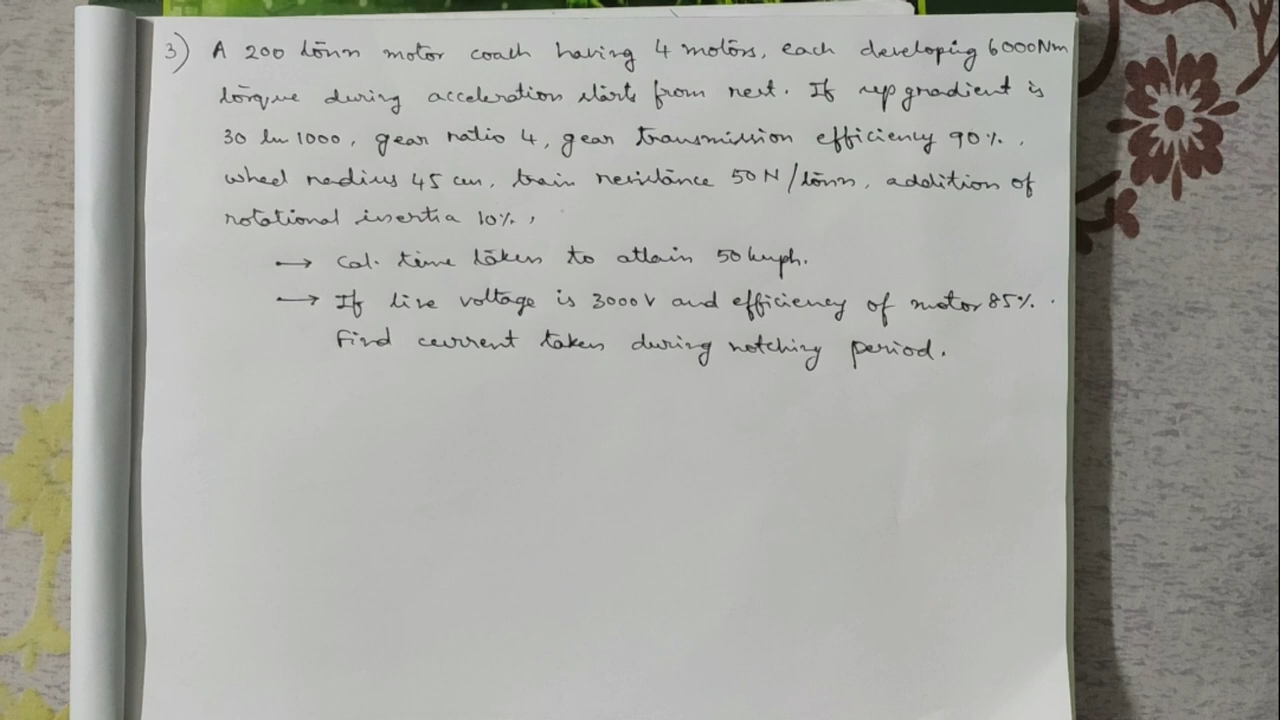 3) A 200 tonn motor coach having 4 motors, each developing 6000Nm
torque during acceleration starts from rest. If up gradient is
30 in 1000, gear ratio 4, gear transmission efficiency 90%,
wheel radius 45 cm, train resistance 50 N/tonn, addition of
rotational inertia 10%,
→ Cal. time taken to attain 50 kmph.
→ If line voltage is 3000V and efficiency of motor 85%.
Find current taken during notching period.